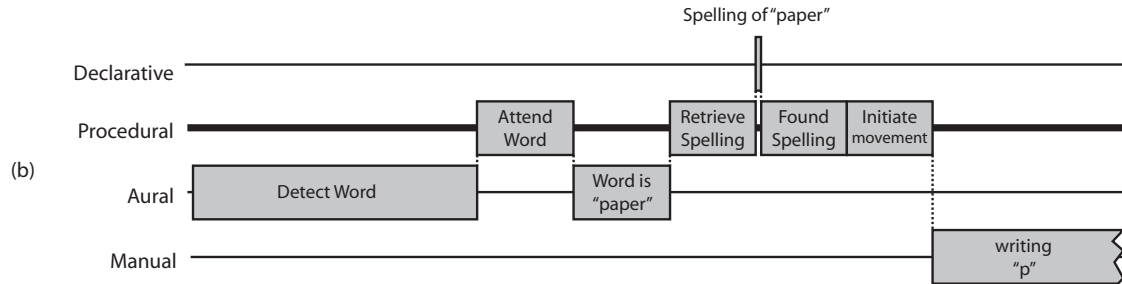 Spelling of "paper"
Declarative
Procedural
Attend
Word
Retrieve
Spelling
Found
Spelling
Initiate
movement
(b)
Aural
Detect Word
Word is
"paper"
Manual
writing
"p"